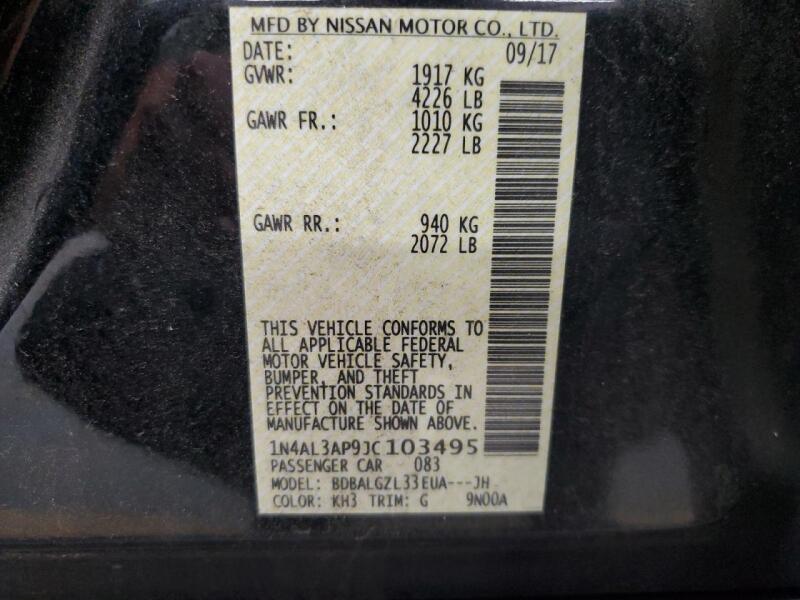 MFD BY NISSAN MOTOR CO., LTD.
DATE: 09/17
GVWR: 1917 KG
4226 LB
GAWR FR.: 1010 KG
2227 LB
GAWR RR.: 940 KG
2072 LB
THIS VEHICLE CONFORMS TO
ALL APPLICABLE FEDERAL
MOTOR VEHICLE SAFETY,
BUMPER, AND THEFT
PREVENTION STANDARDS IN
EFFECT ON THE DATE OF
MANUFACTURE SHOWN ABOVE.
1N4AL3AP9JC103495
PASSENGER CAR 083
MODEL: BDBALGZL33EUA---JH
COLOR: KH3 TRIM: G 9N00A